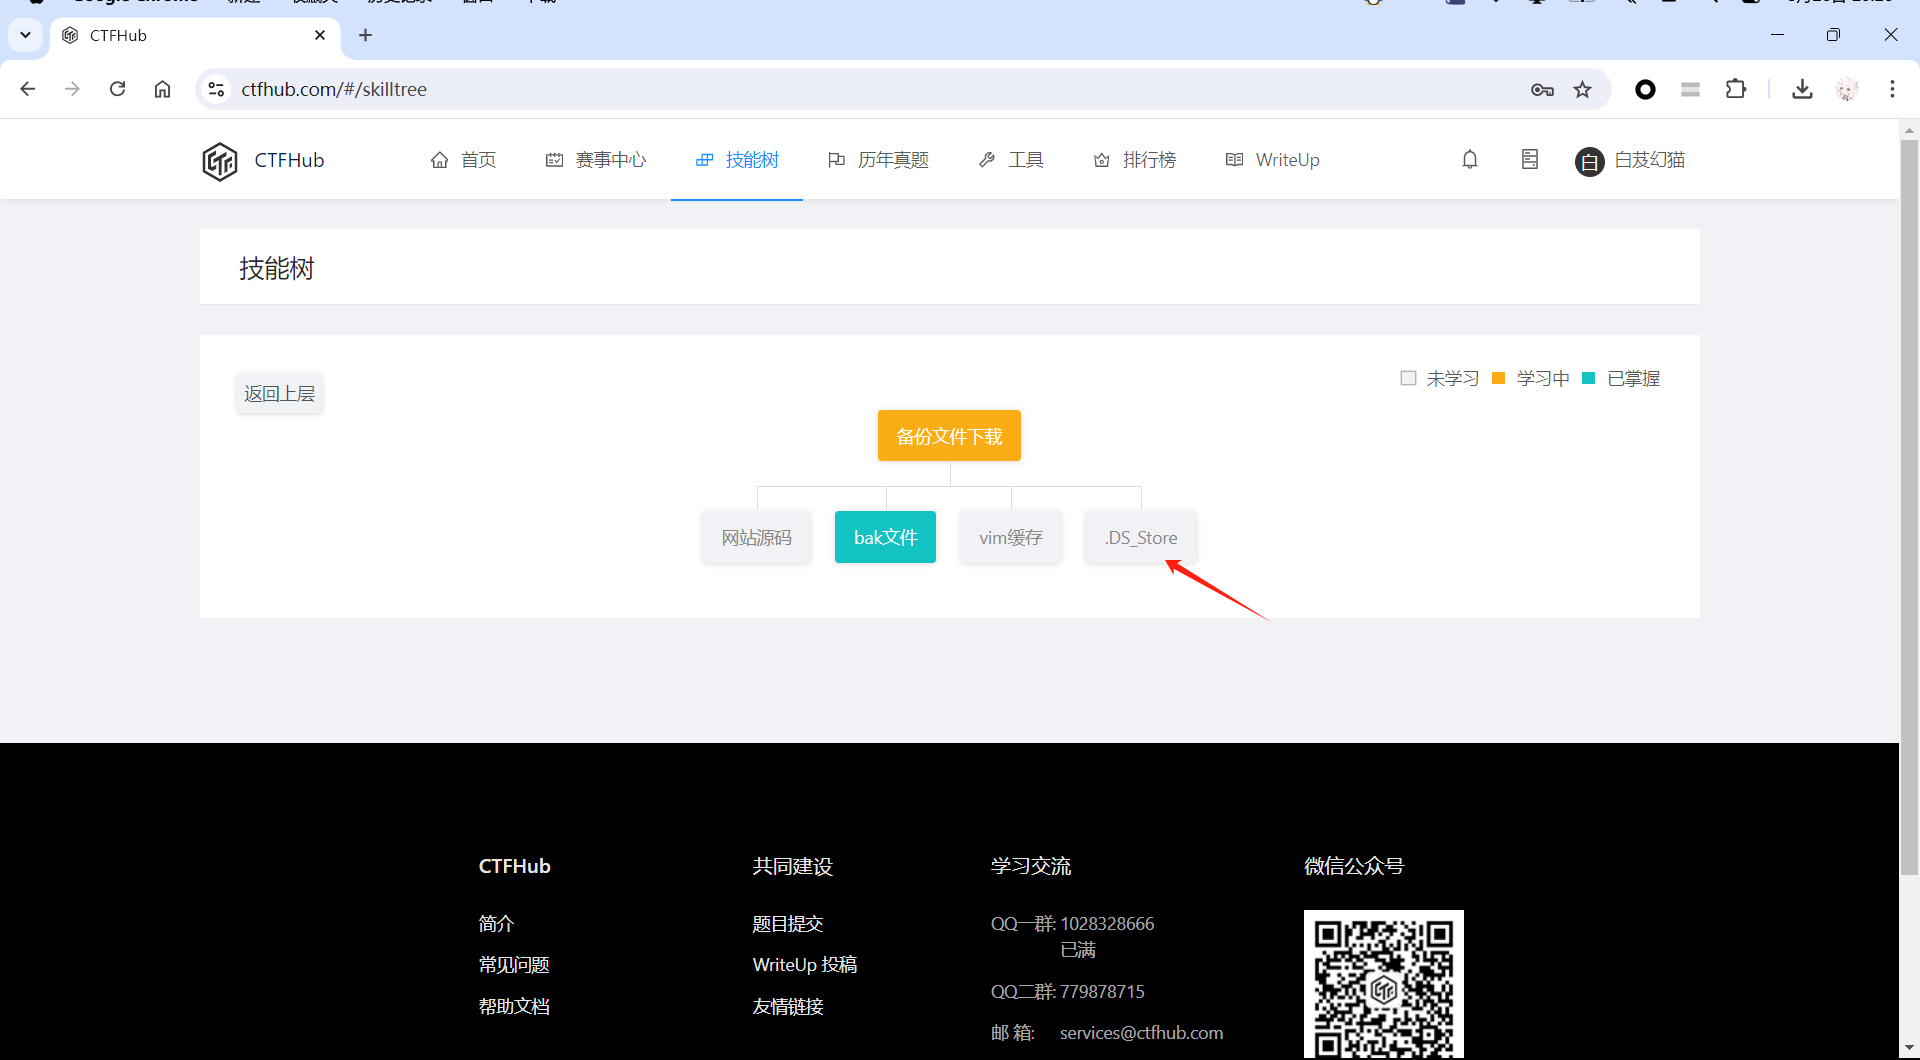 CTFHub
ctfhub.com/#/skilltree
CTFHub 首页 赛事中心 技能树 历年真题 工具 排行榜 WriteUp 白 白芨幻猫
技能树
返回上层
未学习 学习中 已掌握
备份文件下载
网站源码 bak文件 vim缓存 .DS_Store
CTFHub
简介
常见问题
帮助文档
共同建设
题目提交
WriteUp 投稿
友情链接
学习交流
QQ一群: 1028328666
已满
QQ二群: 779878715
邮 箱: services@ctfhub.com
微信公众号